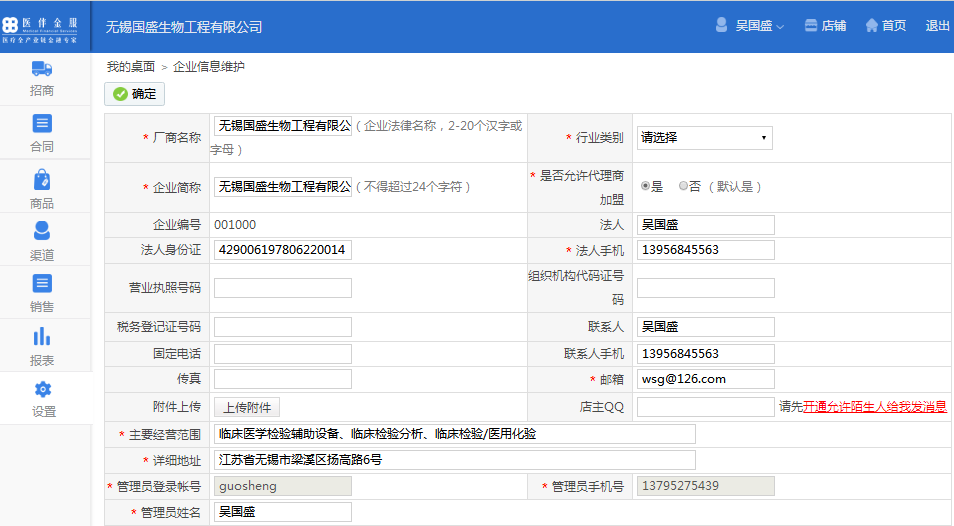 医伴金服
Medical Financial Services
医疗全产业链金融专家
无锡国盛生物工程有限公司
吴国盛 店铺 首页 退出
招商
合同
商品
渠道
销售
报表
设置
我的桌面 > 企业信息维护
确定
* 厂商名称 无锡国盛生物工程有限公 （企业法律名称，2-20个汉字或
字母） * 行业类别 请选择
* 企业简称 无锡国盛生物工程有限公 （不得超过24个字符）
* 是否允许代理商
加盟 是 否 （默认是）
企业编号 001000 法人 吴国盛
法人身份证 429006197806220014 * 法人手机 13956845563
营业执照号码 组织机构代码证号
码
税务登记证号码 联系人 吴国盛
固定电话 联系人手机 13956845563
传真 * 邮箱 wsg@126.com
附件上传 上传附件 店主QQ 请先开通允许陌生人给我发消息
* 主要经营范围 临床医学检验辅助设备、临床检验分析、临床检验/医用化验
* 详细地址 江苏省无锡市梁溪区扬高路6号
* 管理员登录帐号 guosheng * 管理员手机号 13795275439
* 管理员姓名 吴国盛